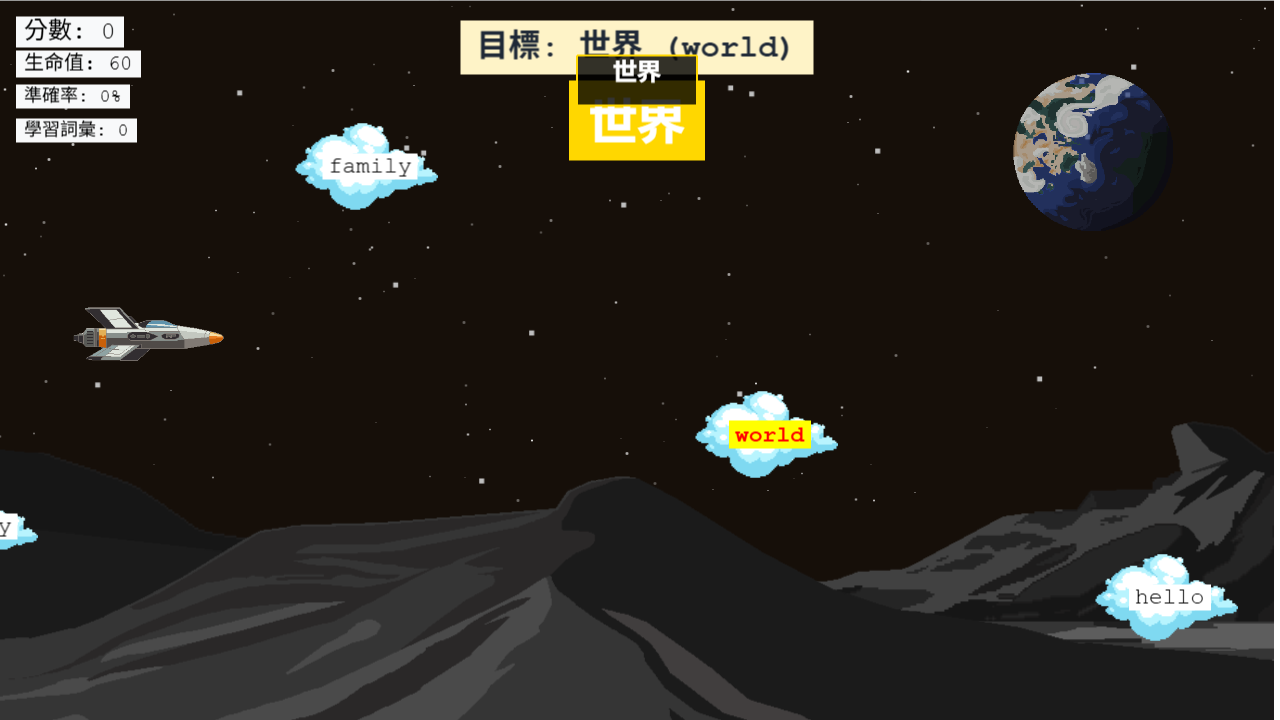 分數: 0
生命值: 60
準確率: 0%
學習詞彙: 0
目標: 世界 (world)
世界
世界
family
world
y
hello